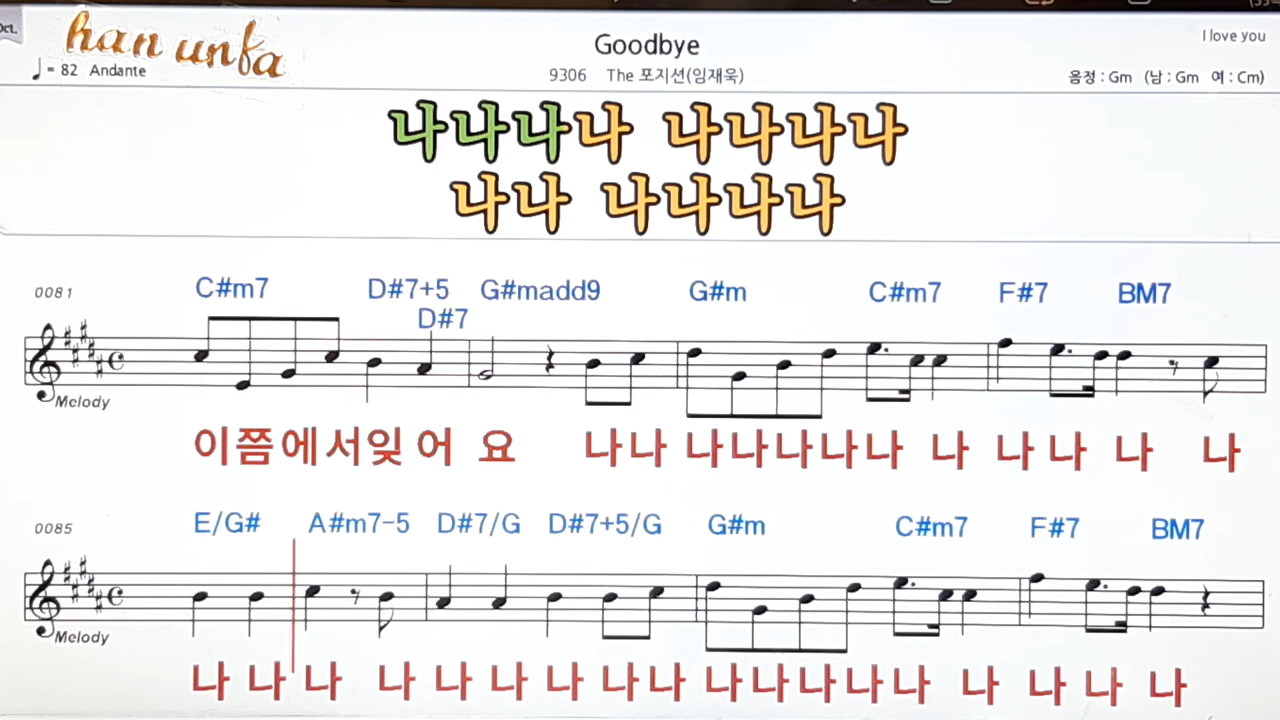 Oct.
han unfa
Goodbye
I love you
♩= 82 Andante
9306 The 포지션(임재욱)
음정 : Gm (남 : Gm 여 : Cm)
나나나나 나나나나
나나 나나나나
0081 C#m7 D#7+5 G#madd9 G#m C#m7 F#7 BM7
D#7
Melody
이쯤에서잊어요 나나 나나나나나 나 나 나 나 나
0085 E/G# A#m7-5 D#7/G D#7+5/G G#m C#m7 F#7 BM7
Melody
나 나 나 나 나 나 나 나나 나나나나나 나 나 나 나